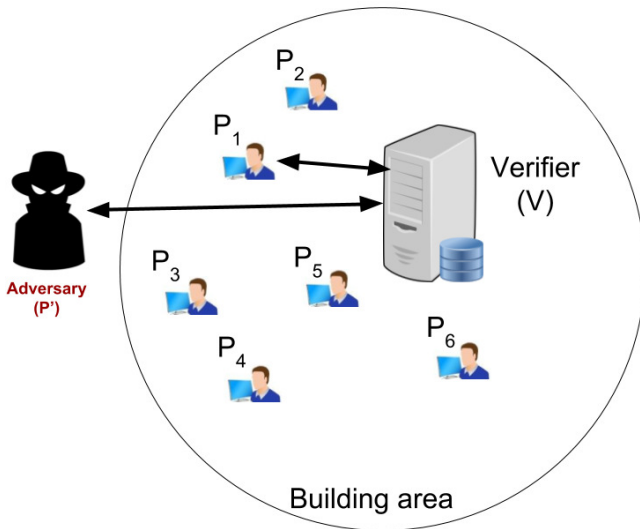 P2
P1
Verifier
(V)
Adversary
(P')
P3
P5
P4
P6
Building area